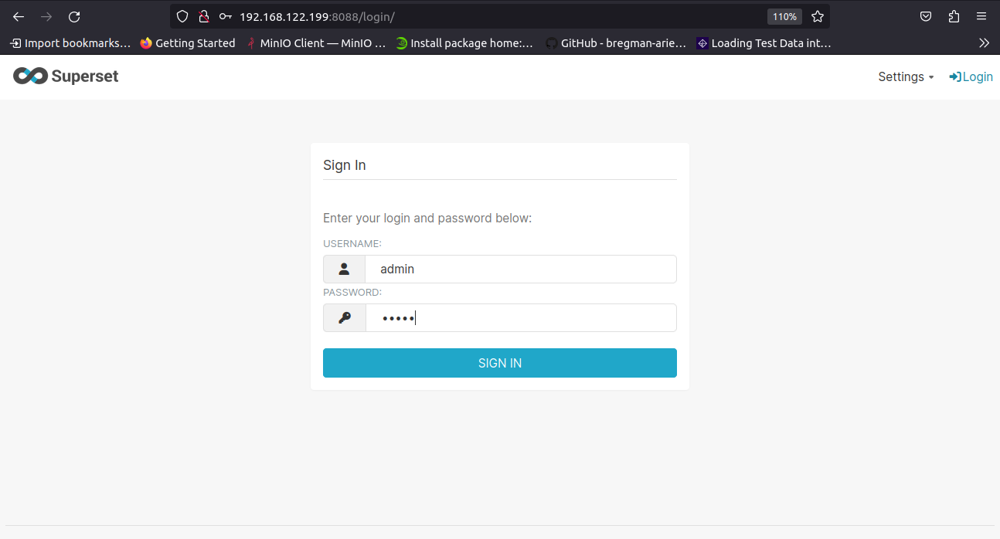 192.168.122.199:8088/login/ 110%
Import bookmarks... Getting Started MinIO Client — MinIO ... Install package home:... GitHub - bregman-arie... Loading Test Data int...
Superset Settings Login
Sign In
Enter your login and password below:
USERNAME:
admin
PASSWORD:
•••••
SIGN IN